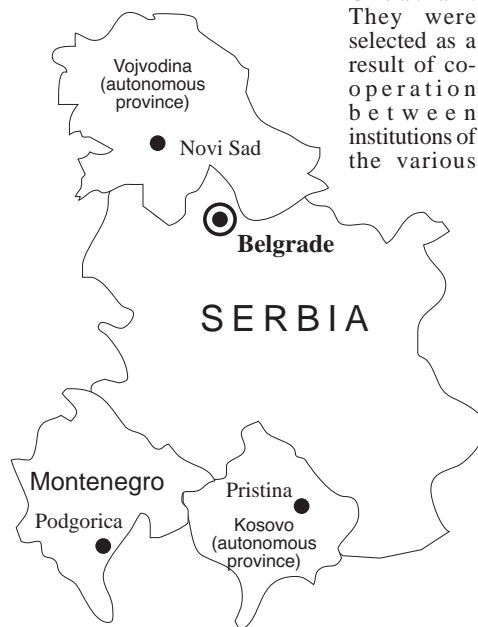 They were
selected as a
result of co-
operation
between
institutions of
the various
Vojvodina
(autonomous
province)
Novi Sad
Belgrade
SERBIA
Montenegro
Podgorica
Pristina
Kosovo
(autonomous
province)